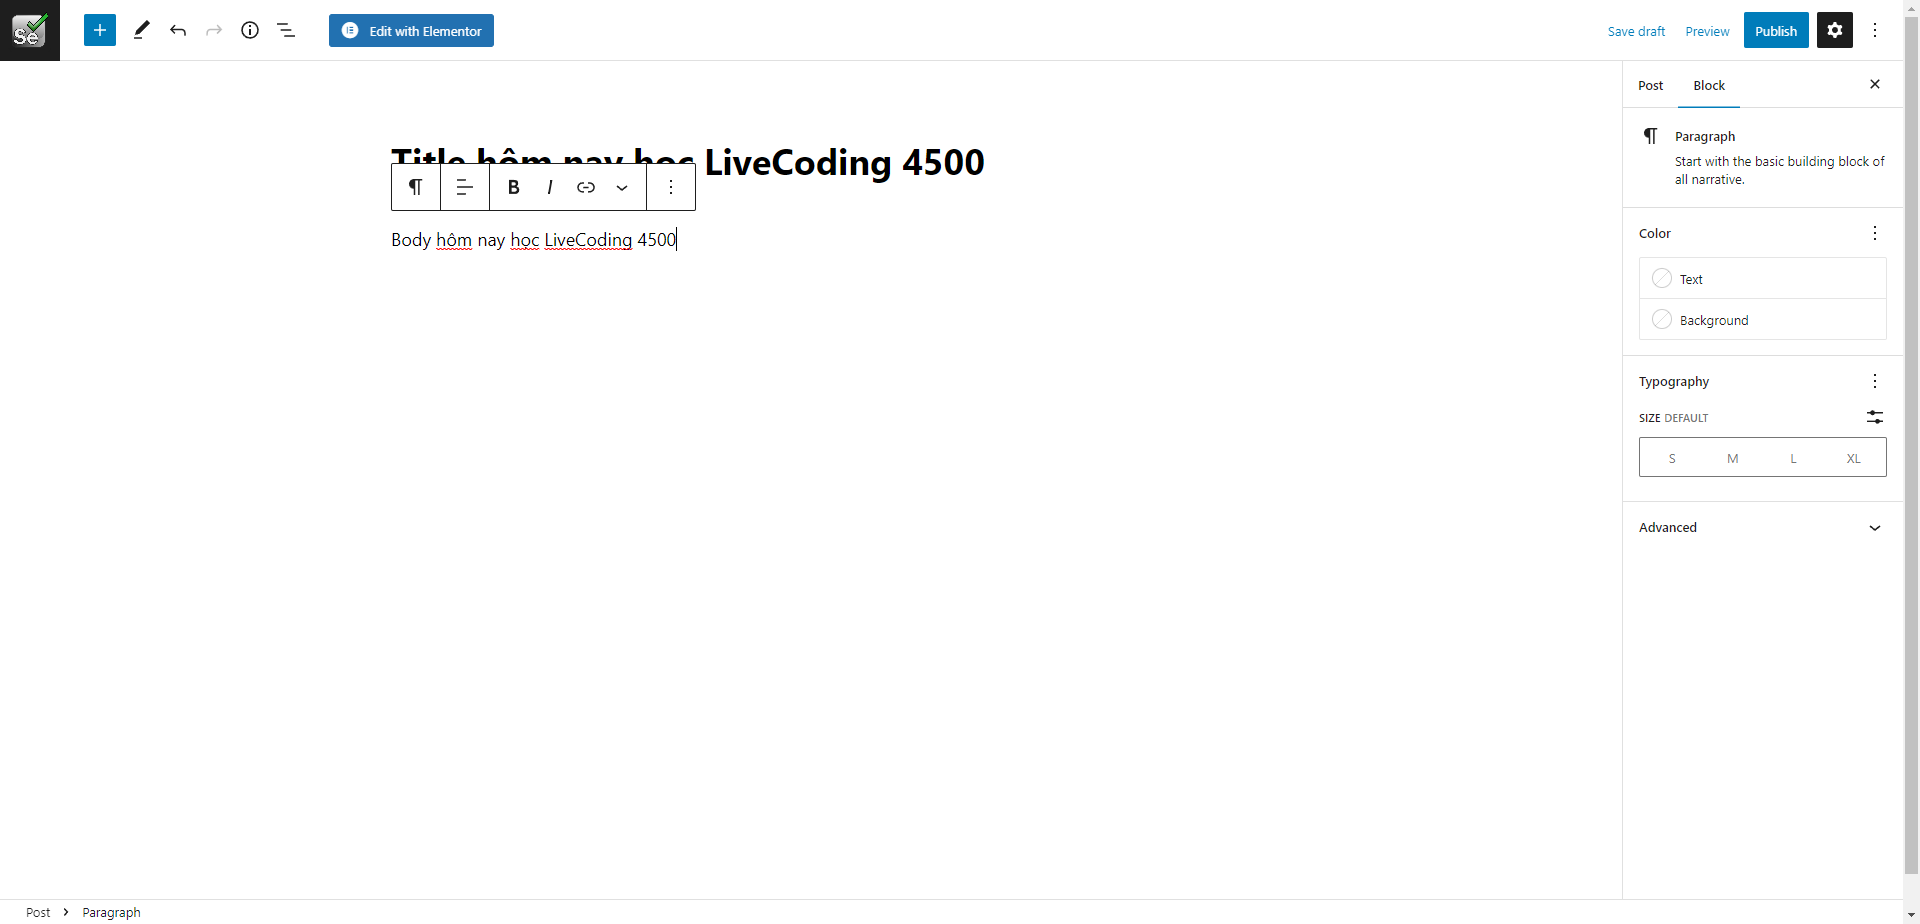 Se
Edit with Elementor
Save draft
Preview
Publish
Title hôm nay học LiveCoding 4500
B I
Body hôm nay học LiveCoding 4500
Post
Block
Paragraph
Start with the basic building block of
all narrative.
Color
Text
Background
Typography
SIZE DEFAULT
S M L XL
Advanced
Post
Paragraph